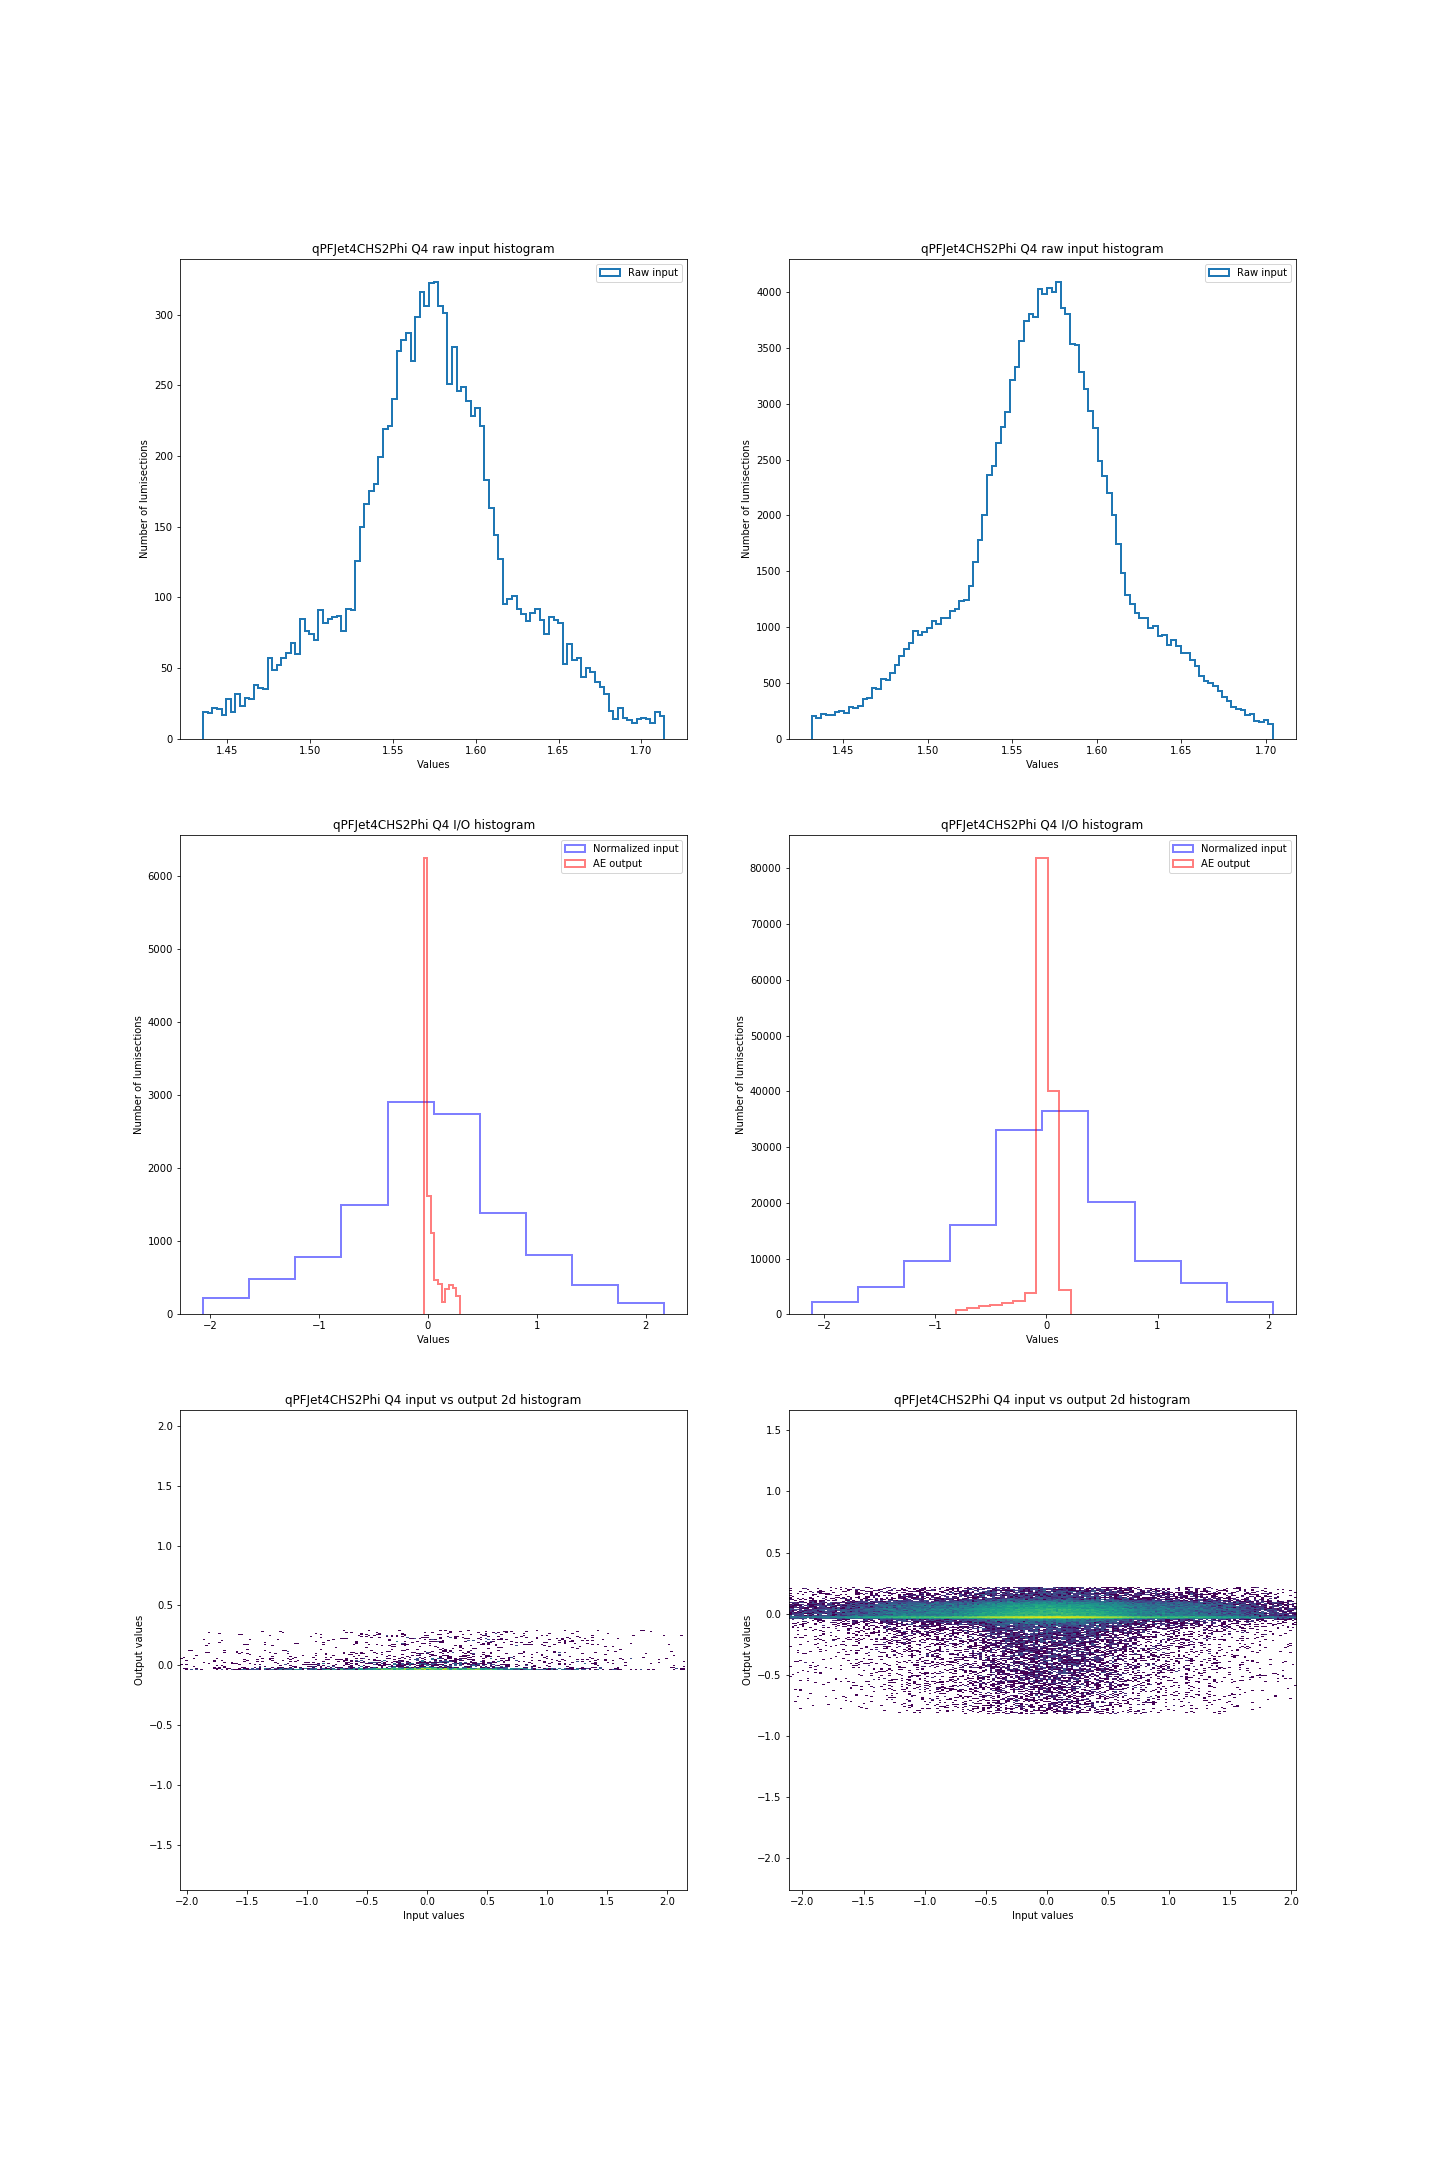 qPFJet4CHS2Phi Q4 raw input histogram
Raw input
300
250
200
150
100
50
0
Number of lumisections
1.45 1.50 1.55 1.60 1.65 1.70
Values
qPFJet4CHS2Phi Q4 raw input histogram
Raw input
4000
3500
3000
2500
2000
1500
1000
500
0
Number of lumisections
1.45 1.50 1.55 1.60 1.65 1.70
Values
qPFJet4CHS2Phi Q4 I/O histogram
Normalized input
AE output
6000
5000
4000
3000
2000
1000
0
Number of lumisections
−2 −1 0 1 2
Values
qPFJet4CHS2Phi Q4 I/O histogram
Normalized input
AE output
80000
70000
60000
50000
40000
30000
20000
10000
0
Number of lumisections
−2 −1 0 1 2
Values
qPFJet4CHS2Phi Q4 input vs output 2d histogram
2.0
1.5
1.0
0.5
0.0
−0.5
−1.0
−1.5
Output values
−2.0 −1.5 −1.0 −0.5 0.0 0.5 1.0 1.5 2.0
Input values
qPFJet4CHS2Phi Q4 input vs output 2d histogram
1.5
1.0
0.5
0.0
−0.5
−1.0
−1.5
−2.0
Output values
−2.0 −1.5 −1.0 −0.5 0.0 0.5 1.0 1.5 2.0
Input values